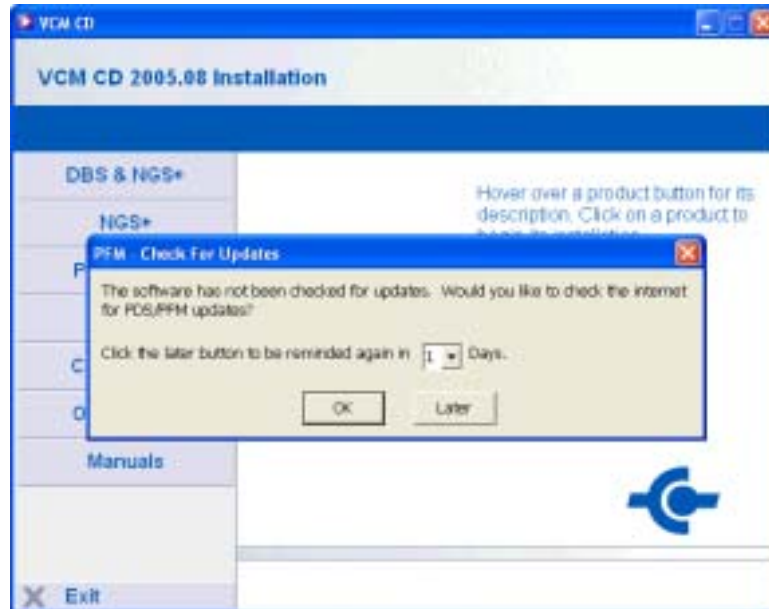 VCM CD
VCM CD 2005.08 Installation
DBS & NGS+
NGS+
P
C
Manuals
Exit
Hover over a product button for its
description. Click on a product to
begin its installation.
PFM - Check For Updates
The software has not been checked for updates. Would you like to check the internet
for PDS/PFM updates?
Click the later button to be reminded again in 1 Days.
OK
Later